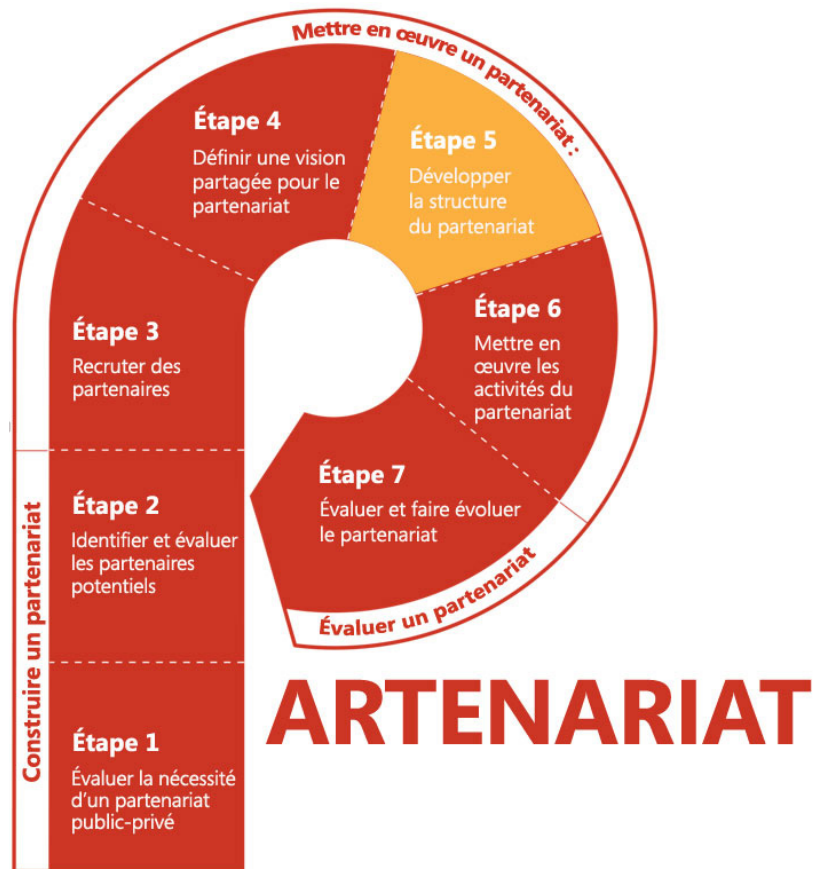 Mettre en œuvre un partenariat :
Étape 4
Définir une vision
partagée pour le
partenariat
Étape 5
Développer
la structure
du partenariat
Étape 3
Recruter des
partenaires
Étape 6
Mettre en
œuvre les
activités du
partenariat
Étape 7
Évaluer et faire évoluer
le partenariat
Évaluer un partenariat
Étape 2
Identifier et évaluer
les partenaires
potentiels
Construire un partenariat
Étape 1
Évaluer la nécessité
d’un partenariat
public-privé
ARTENARIAT